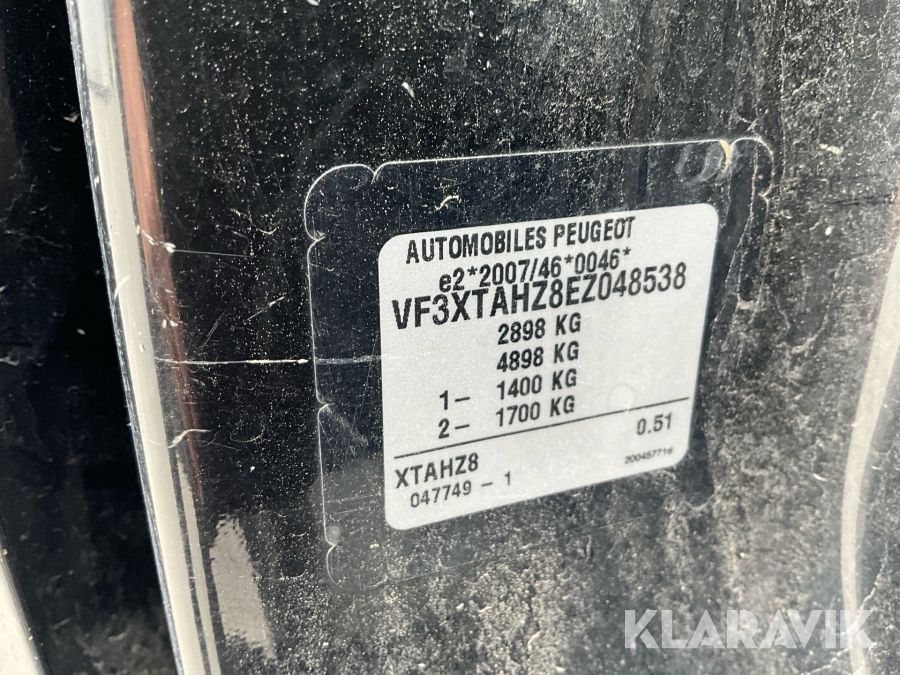 AUTOMOBILES PEUGEOT
e2*2007/46*0046*
VF3XTAHZ8EZ048538
2898 KG
4898 KG
1- 1400 KG
2- 1700 KG
0.51
XTAHZ8
200457716
047749 - 1
KLARAVIK